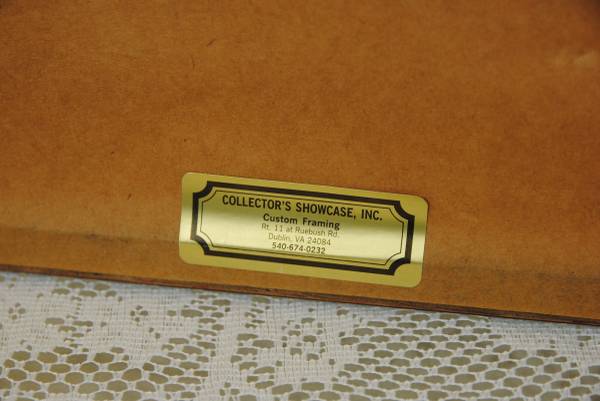 COLLECTOR'S SHOWCASE, INC.
Custom Framing
Rt. 11 at Ruebush Rd.
Dublin, VA 24084
540-674-0232